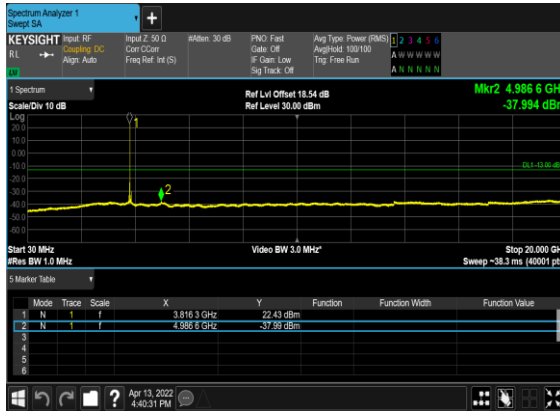 Spectrum Analyzer 1
Swept SA
+
KEYSIGHT Input: RF Input Z: 50 Ω #Atten: 30 dB PNO: Fast Avg Type: Power (RMS) 1 2 3 4 5 6
RL Coupling: DC Corr CCorr Gate: Off Avg|Hold: 100/100 A W W W W W
Align: Auto Freq Ref: Int (S) IF Gain: Low Trig: Free Run
Sig Track: Off A N N N N N
1 Spectrum Ref Lvl Offset 18.54 dB Mkr2 4.986 6 GHz
Scale/Div 10 dB Ref Level 30.00 dBm -37.994 dBm
Log
20.0
10.0
0.00
-10.0
-20.0
-30.0
-40.0
-50.0
-60.0
1
DL1 -13.00 dBm
2
Start 30 MHz Video BW 3.0 MHz* Stop 20.000 GHz
#Res BW 1.0 MHz Sweep ~38.3 ms (40001 pts)
5 Marker Table
Mode Trace Scale X Y Function Function Width Function Value
1 N 1 f 3.816 3 GHz 22.43 dBm
2 N 1 f 4.986 6 GHz -37.99 dBm
3
4
5
6
? Apr 13, 2022
4:40:31 PM